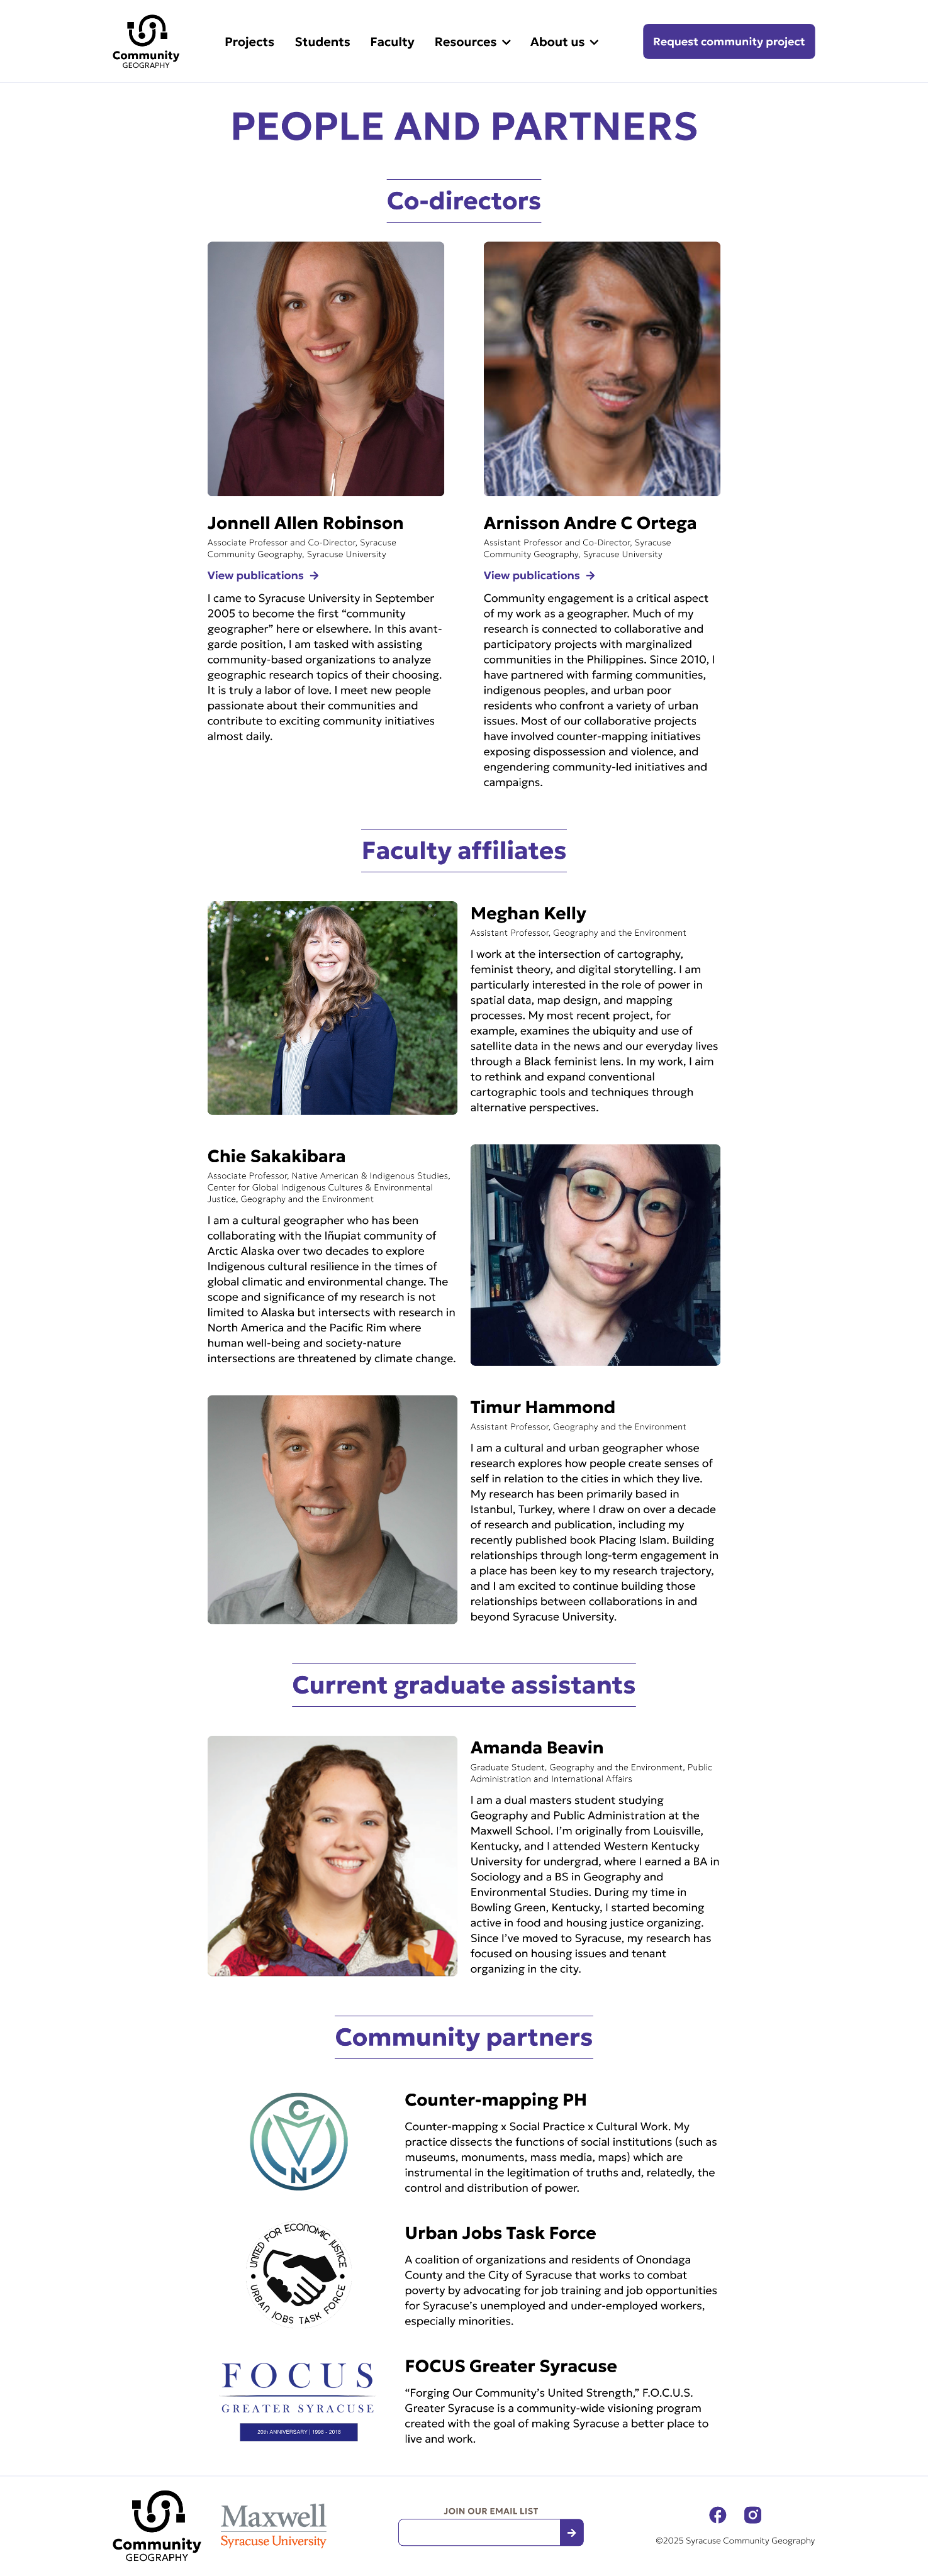 Community
GEOGRAPHY
Projects Students Faculty Resources About us Request community project
PEOPLE AND PARTNERS
Co-directors
Jonnell Allen Robinson
Associate Professor and Co-Director, Syracuse
Community Geography, Syracuse University
View publications →
I came to Syracuse University in September
2005 to become the first “community
geographer” here or elsewhere. In this avant-
garde position, I am tasked with assisting
community-based organizations to analyze
geographic research topics of their choosing.
It is truly a labor of love. I meet new people
passionate about their communities and
contribute to exciting community initiatives
almost daily.
Arnisson Andre C Ortega
Assistant Professor and Co-Director, Syracuse
Community Geography, Syracuse University
View publications →
Community engagement is a critical aspect
of my work as a geographer. Much of my
research is connected to collaborative and
participatory projects with marginalized
communities in the Philippines. Since 2010, I
have partnered with farming communities,
indigenous peoples, and urban poor
residents who confront a variety of urban
issues. Most of our collaborative projects
have involved counter-mapping initiatives
exposing dispossession and violence, and
engendering community-led initiatives and
campaigns.
Faculty affiliates
Meghan Kelly
Assistant Professor, Geography and the Environment
I work at the intersection of cartography,
feminist theory, and digital storytelling. I am
particularly interested in the role of power in
spatial data, map design, and mapping
processes. My most recent project, for
example, examines the ubiquity and use of
satellite data in the news and our everyday lives
through a Black feminist lens. In my work, I aim
to rethink and expand conventional
cartographic tools and techniques through
alternative perspectives.
Chie Sakakibara
Associate Professor, Native American & Indigenous Studies,
Center for Global Indigenous Cultures & Environmental
Justice, Geography and the Environment
I am a cultural geographer who has been
collaborating with the Iñupiat community of
Arctic Alaska over two decades to explore
Indigenous cultural resilience in the times of
global climatic and environmental change. The
scope and significance of my research is not
limited to Alaska but intersects with research in
North America and the Pacific Rim where
human well-being and society-nature
intersections are threatened by climate change.
Timur Hammond
Assistant Professor, Geography and the Environment
I am a cultural and urban geographer whose
research explores how people create senses of
self in relation to the cities in which they live.
My research has been primarily based in
Istanbul, Turkey, where I draw on over a decade
of research and publication, including my
recently published book Placing Islam. Building
relationships through long-term engagement in
a place has been key to my research trajectory,
and I am excited to continue building those
relationships between collaborations in and
beyond Syracuse University.
Current graduate assistants
Amanda Beavin
Graduate Student, Geography and the Environment, Public
Administration and International Affairs
I am a dual masters student studying
Geography and Public Administration at the
Maxwell School. I’m originally from Louisville,
Kentucky, and I attended Western Kentucky
University for undergrad, where I earned a BA in
Sociology and a BS in Geography and
Environmental Studies. During my time in
Bowling Green, Kentucky, I started becoming
active in food and housing justice organizing.
Since I’ve moved to Syracuse, my research has
focused on housing issues and tenant
organizing in the city.
Community partners
C N
Counter-mapping PH
Counter-mapping x Social Practice x Cultural Work. My
practice dissects the functions of social institutions (such as
museums, monuments, mass media, maps) which are
instrumental in the legitimation of truths and, relatedly, the
control and distribution of power.
UNITED FOR ECONOMIC JUSTICE
URBAN JOBS TASK FORCE
Urban Jobs Task Force
A coalition of organizations and residents of Onondaga
County and the City of Syracuse that works to combat
poverty by advocating for job training and job opportunities
for Syracuse’s unemployed and under-employed workers,
especially minorities.
FOCUS
GREATER SYRACUSE
20th ANNIVERSARY | 1998 - 2018
FOCUS Greater Syracuse
“Forging Our Community’s United Strength,” F.O.C.U.S.
Greater Syracuse is a community-wide visioning program
created with the goal of making Syracuse a better place to
live and work.
Community
GEOGRAPHY
Maxwell
Syracuse University
JOIN OUR EMAIL LIST
©2025 Syracuse Community Geography